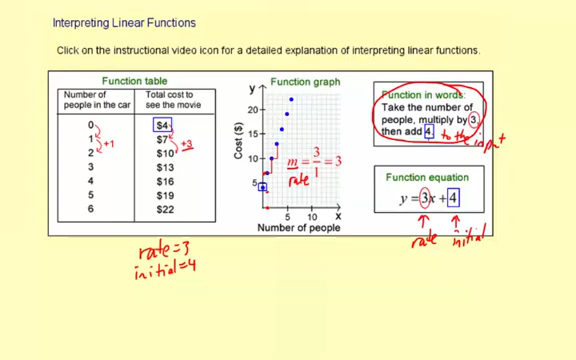 Interpreting Linear Functions
Click on the instructional video icon for a detailed explanation of interpreting linear functions.
Function table
Number of people in the car
Total cost to see the movie
0 $4
1 $7
2 $10
3 $13
4 $16
5 $19
6 $22
+1
+3
rate = 3
initial = 4
Function graph
y
Cost ($)
20
15
10
5
5 10 x
Number of people
m = 3/1 = 3
rate
Function in words:
Take the number of
people, multiply by 3,
then add 4 to the input
Function equation
y = 3x + 4
rate
initial